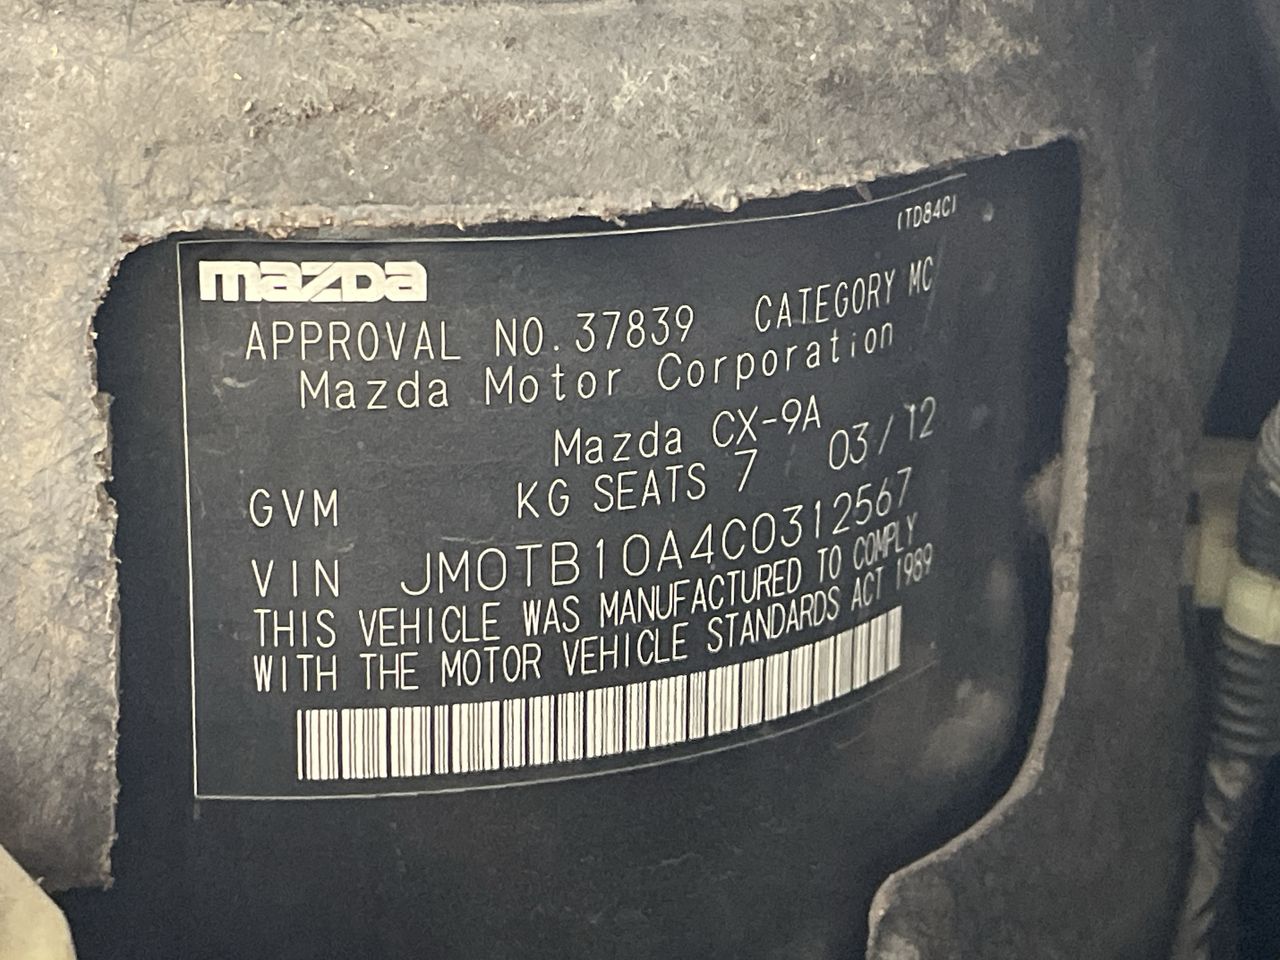 (TD84C)
mazda
APPROVAL NO.37839 CATEGORY MC
Mazda Motor Corporation
Mazda CX-9A
GVM KG SEATS 7 03/12
VIN JM0TB10A4C0312567
THIS VEHICLE WAS MANUFACTURED TO COMPLY
WITH THE MOTOR VEHICLE STANDARDS ACT 1989